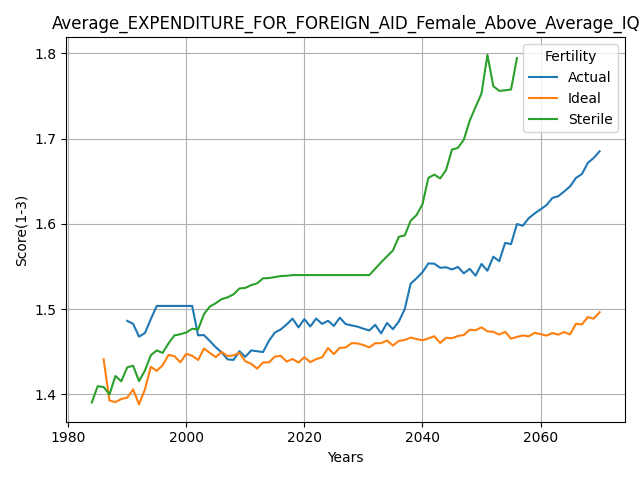 Average_EXPENDITURE_FOR_FOREIGN_AID_Female_Above_Average_IQ
Score(1-3)
1.8
1.7
1.6
1.5
1.4
Fertility
Actual
Ideal
Sterile
1980
2000
2020
2040
2060
Years